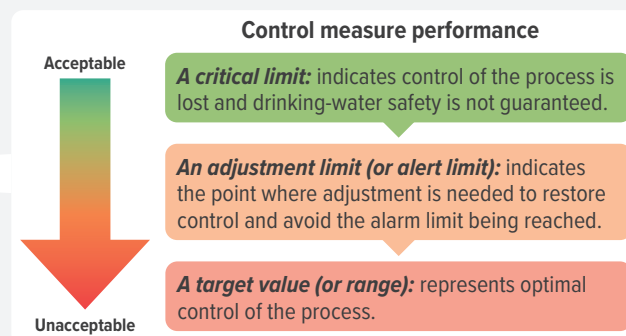 Control measure performance
Acceptable
A critical limit: indicates control of the process is
lost and drinking-water safety is not guaranteed.
An adjustment limit (or alert limit): indicates
the point where adjustment is needed to restore
control and avoid the alarm limit being reached.
A target value (or range): represents optimal
control of the process.
Unacceptable